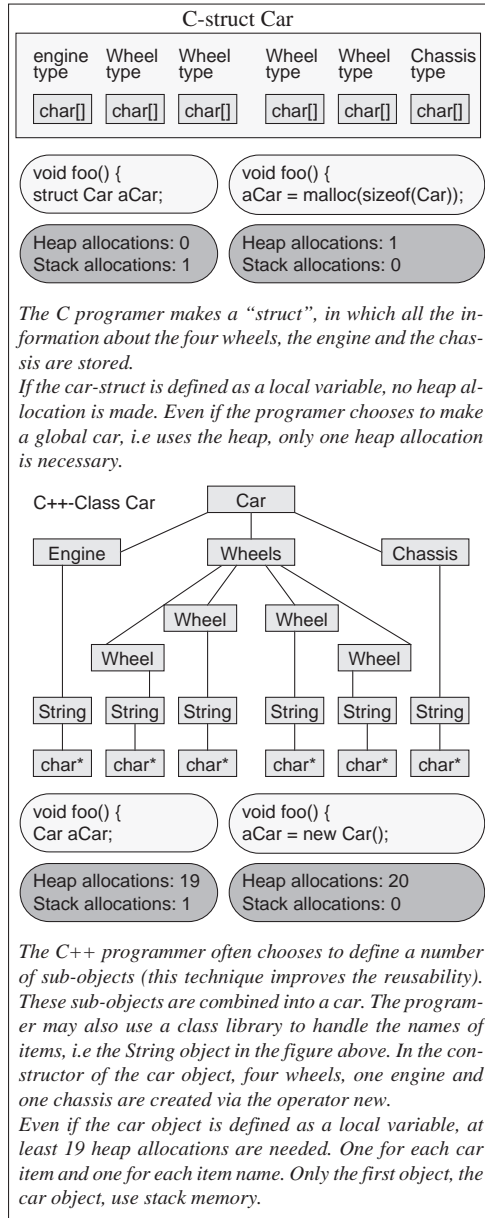 C-struct Car
engine Wheel Wheel Wheel Wheel Chassis
type type type type type type
char[] char[] char[] char[] char[] char[]
void foo() {
struct Car aCar;
void foo() {
aCar = malloc(sizeof(Car));
Heap allocations: 0
Stack allocations: 1
Heap allocations: 1
Stack allocations: 0
The C programer makes a “struct”, in which all the in-
formation about the four wheels, the engine and the chas-
sis are stored.
If the car-struct is defined as a local variable, no heap al-
location is made. Even if the programer chooses to make
a global car, i.e uses the heap, only one heap allocation
is necessary.
C++-Class Car
Car
Engine Wheels Chassis
Wheel Wheel
Wheel Wheel
String String String String String String
char* char* char* char* char* char*
void foo() {
Car aCar;
void foo() {
aCar = new Car();
Heap allocations: 19
Stack allocations: 1
Heap allocations: 20
Stack allocations: 0
The C++ programmer often chooses to define a number
of sub-objects (this technique improves the reusability).
These sub-objects are combined into a car. The program-
er may also use a class library to handle the names of
items, i.e the String object in the figure above. In the con-
structor of the car object, four wheels, one engine and
one chassis are created via the operator new.
Even if the car object is defined as a local variable, at
least 19 heap allocations are needed. One for each car
item and one for each item name. Only the first object, the
car object, use stack memory.